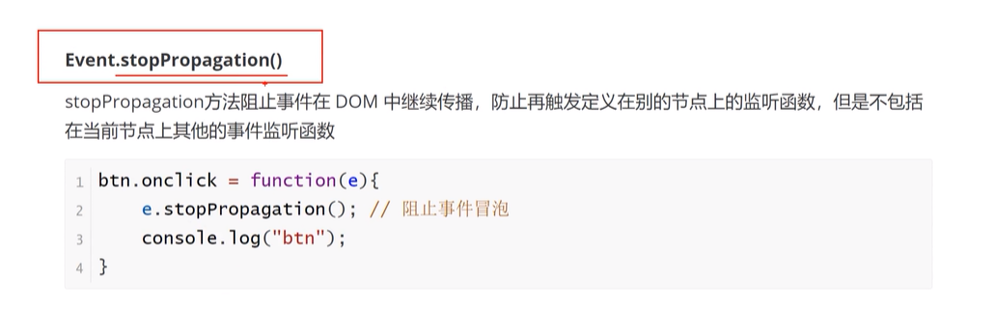 Event.stopPropagation()
stopPropagation方法阻止事件在 DOM 中继续传播，防止再触发定义在别的节点上的监听函数，但是不包括
在当前节点上其他的事件监听函数
1 btn.onclick = function(e){
2     e.stopPropagation(); // 阻止事件冒泡
3     console.log("btn");
4 }